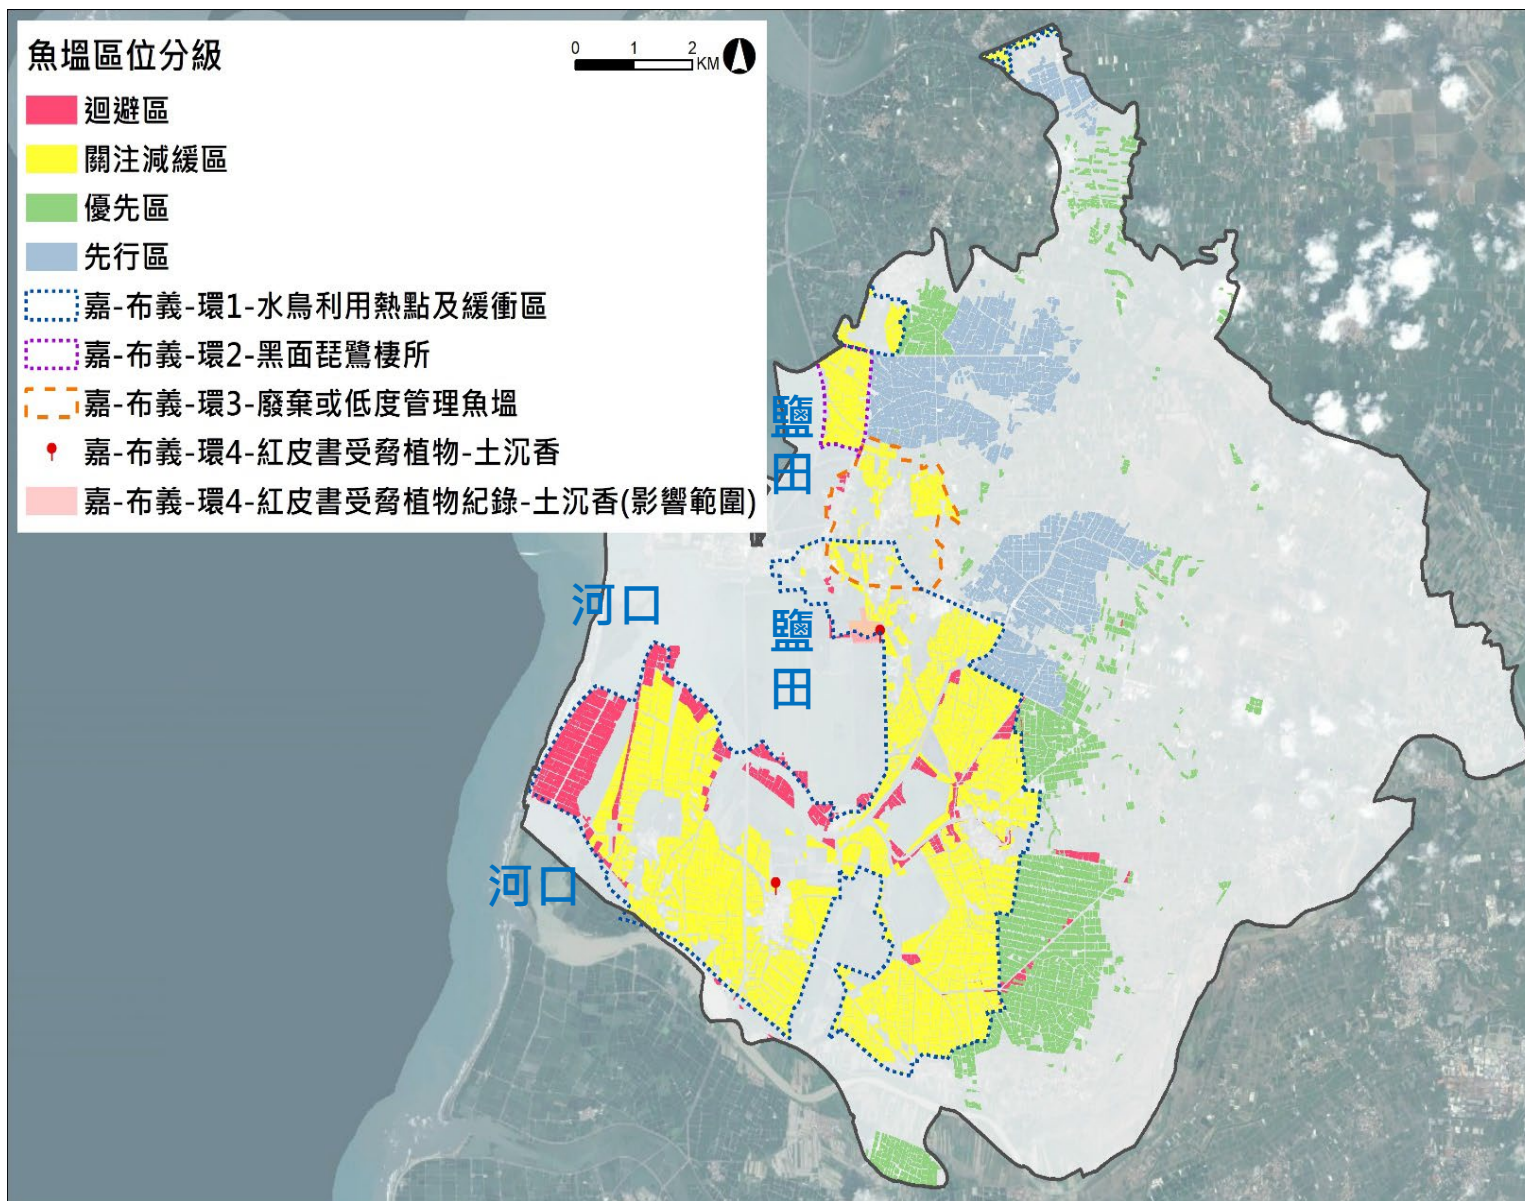 魚塭區位分級
0 1 2
KM
迴避區
關注減緩區
優先區
先行區
嘉-布義-環1-水鳥利用熱點及緩衝區
嘉-布義-環2-黑面琵鷺棲所
嘉-布義-環3-廢棄或低度管理魚塭
嘉-布義-環4-紅皮書受脅植物-土沉香
嘉-布義-環4-紅皮書受脅植物紀錄-土沉香(影響範圍)
鹽
田
河口
鹽
田
河口